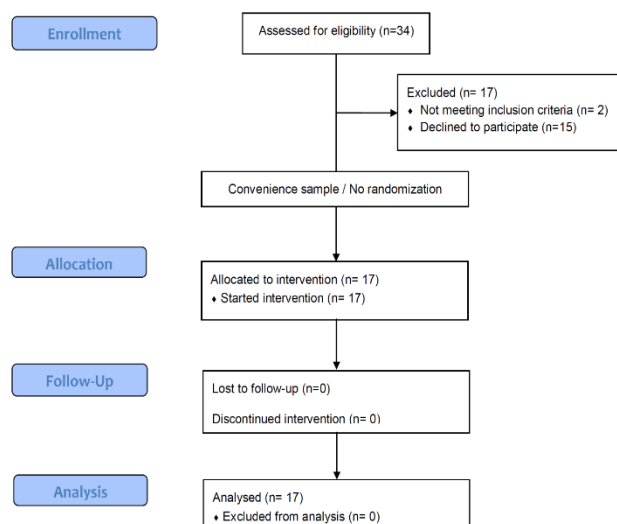 Enrollment
Assessed for eligibility (n=34)
Excluded (n= 17)
♦ Not meeting inclusion criteria (n= 2)
♦ Declined to participate (n=15)
Convenience sample / No randomization
Allocation
Allocated to intervention (n= 17)
♦ Started intervention (n= 17)
Follow-Up
Lost to follow-up (n=0)
Discontinued intervention (n= 0)
Analysis
Analysed (n= 17)
♦ Excluded from analysis (n= 0)